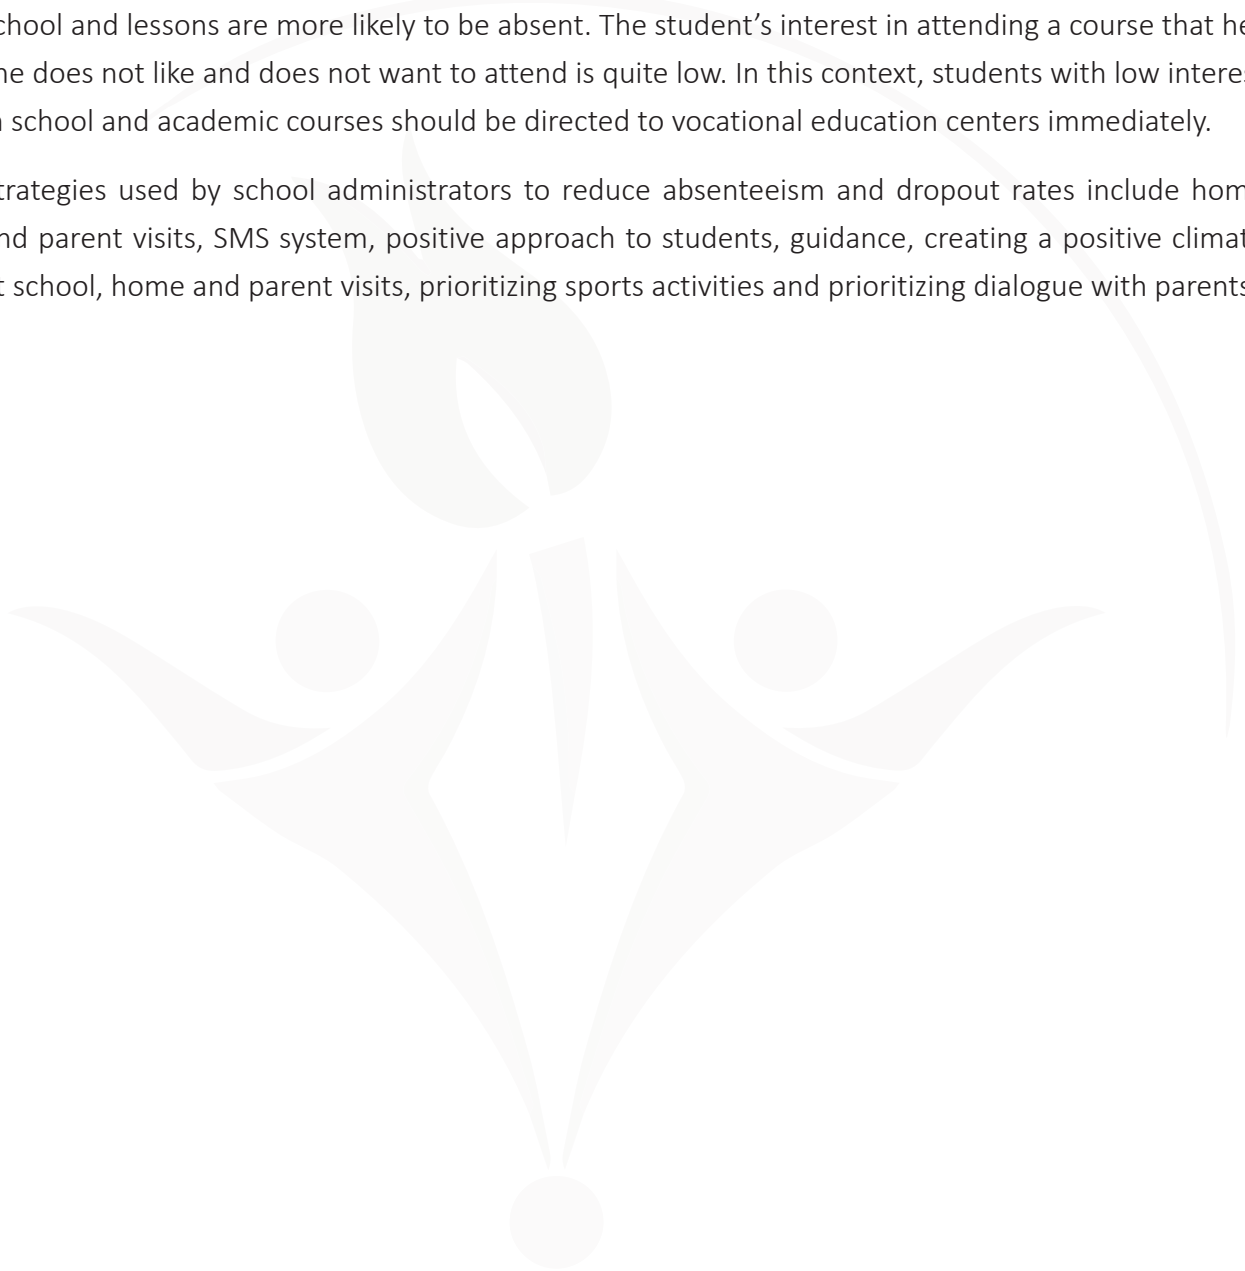 chool and lessons are more likely to be absent. The student’s interest in attending a course that he
he does not like and does not want to attend is quite low. In this context, students with low intere
school and academic courses should be directed to vocational education centers immediately.
trategies used by school administrators to reduce absenteeism and dropout rates include hom
nd parent visits, SMS system, positive approach to students, guidance, creating a positive climat
t school, home and parent visits, prioritizing sports activities and prioritizing dialogue with parents